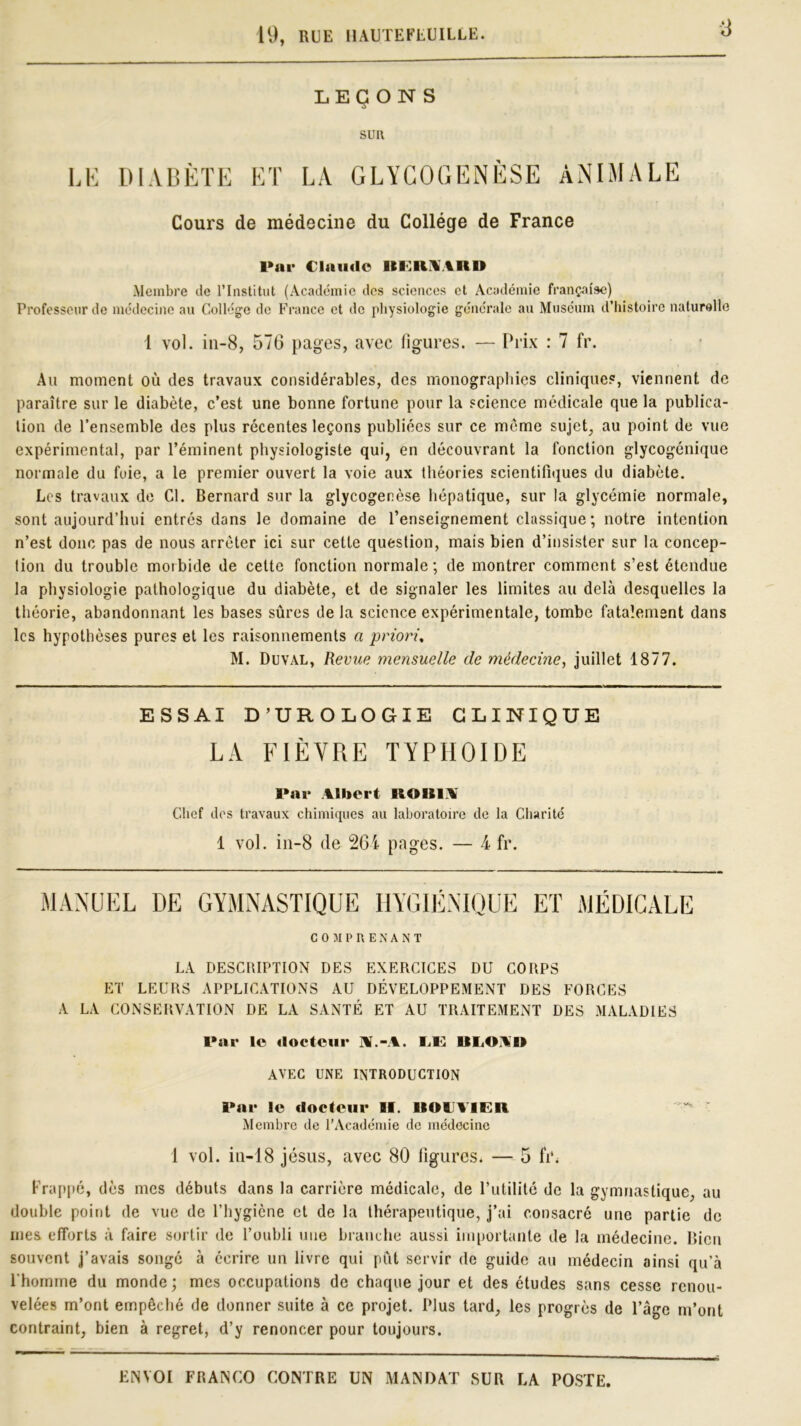 19, RUE HAUTEFEUILLE.
3
LEÇONS
SUR
LE DIABÈTE ET LA GLYCOGENÈSE ANIMALE
Cours de médecine du Collége de France
Par Claude BERNARD
Membre de l'Institut (Académie des sciences et Académie française)
Professeur de médecine au Collége de France et de physiologie générale au Muséum d'histoire naturelle
1 vol. in-8, 576 pages, avec figures. — Prix : 7 fr.
Au moment où des travaux considérables, des monographies cliniques, viennent de
paraître sur le diabète, c'est une bonne fortune pour la science médicale que la publica-
tion de l'ensemble des plus récentes leçons publiées sur ce même sujet, au point de vue
expérimental, par l'éminent physiologiste qui, en découvrant la fonction glycogénique
normale du foie, a le premier ouvert la voie aux théories scientifiques du diabète.
Les travaux de Cl. Bernard sur la glycogenèse hépatique, sur la glycémie normale,
sont aujourd'hui entrés dans le domaine de l'enseignement classique; notre intention
n'est donc pas de nous arrêter ici sur cette question, mais bien d'insister sur la concep-
tion du trouble morbide de cette fonction normale; de montrer comment s'est étendue
la physiologie pathologique du diabète, et de signaler les limites au delà desquelles la
théorie, abandonnant les bases sûres de la science expérimentale, tombe fatalement dans
les hypothèses pures et les raisonnements a priori.
M. DUVAL, Revue mensuelle de médecine, juillet 1877.
ESSAI D'UROLOGIE CLINIQUE
LA FIÈVRE TYPHOIDE
Par Albert ROBIN
Chef des travaux chimiques au laboratoire de la Charité
1 vol. in-8 de 264 pages. — 4 fr.
MANUEL DE GYMNASTIQUE HYGIÉNIQUE ET MÉDICALE
COMPRENANT
LA DESCRIPTION DES EXERCICES DU CORPS
ET LEURS APPLICATIONS AU DÉVELOPPEMENT DES FORCES
A LA CONSERVATION DE LA SANTÉ ET AU TRAITEMENT DES MALADIES
Par le docteur N.-A. LE BLOND
AVEC UNE INTRODUCTION
Par le docteur H. BOUVIER
Membre de l'Académie de médecine
1 vol. in-18 jésus, avec 80 figures. — 5 fr.
Frappé, dès mes débuts dans la carrière médicale, de l'utilité de la gymnastique, au
double point de vue de l'hygiène et de la thérapeutique, j'ai consacré une partie de
mes efforts à faire sortir de l'oubli une branche aussi importante de la médecine. Bien
souvent j'avais songé à écrire un livre qui pût servir de guide au médecin ainsi qu'à
l'homme du monde; mes occupations de chaque jour et des études sans cesse renou-
velées m'ont empêché de donner suite à ce projet. Plus tard, les progrès de l'âge m'ont
contraint, bien à regret, d'y renoncer pour toujours.
ENVOI FRANCO CONTRE UN MANDAT SUR LA POSTE.